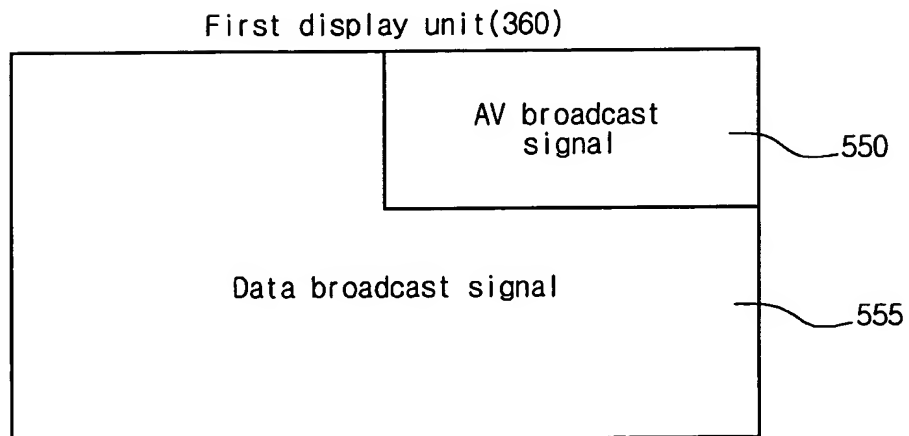 First display unit(360)
AV broadcast
signal
550
Data broadcast signal
555